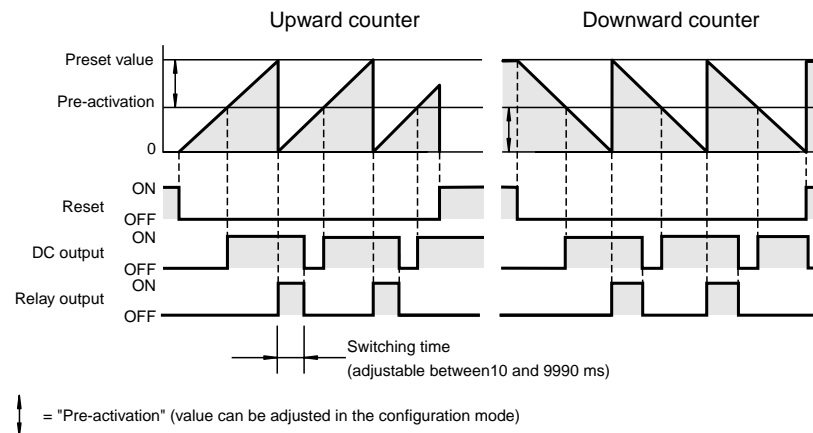 Upward counter
Downward counter
Preset value
Pre-activation
0
Reset
ON
OFF
DC output
ON
OFF
Relay output
ON
OFF
Switching time
(adjustable between10 and 9990 ms)
= "Pre-activation" (value can be adjusted in the configuration mode)